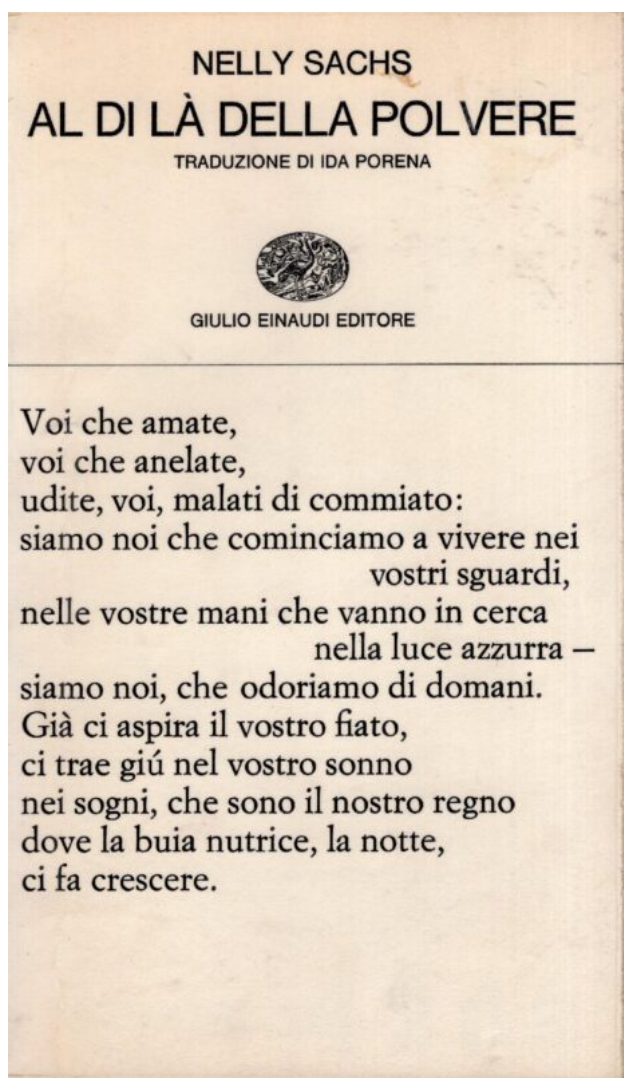 NELLY SACHS
AL DI LÀ DELLA POLVERE
TRADUZIONE DI IDA PORENA
GIULIO EINAUDI EDITORE
Voi che amate,
voi che anelate,
udite, voi, malati di commiato:
siamo noi che cominciamo a vivere nei
vostri sguardi,
nelle vostre mani che vanno in cerca
nella luce azzurra –
siamo noi, che odoriamo di domani.
Già ci aspira il vostro fiato,
ci trae giú nel vostro sonno
nei sogni, che sono il nostro regno
dove la buia nutrice, la notte,
ci fa crescere.